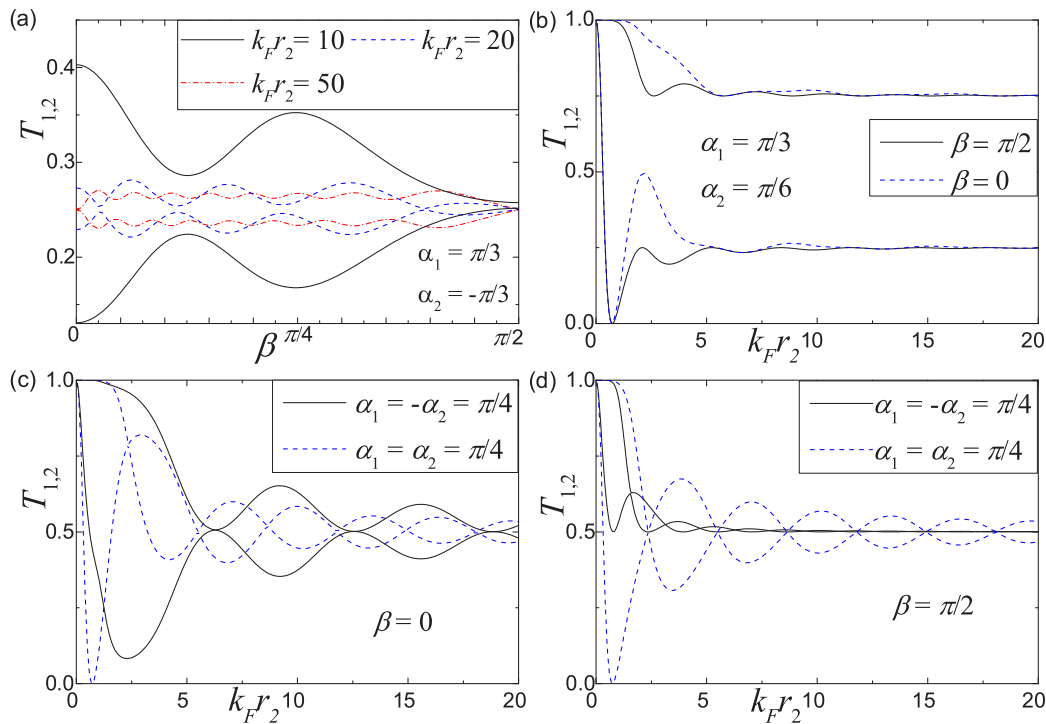 (a)
k_F r_2 = 10
k_F r_2 = 20
k_F r_2 = 50
0.4
0.3
0.2
T_{1,2}
α_1 = π/3
α_2 = -π/3
0
β
π/4
π/2
(b)
1.0
0.5
0.0
T_{1,2}
α_1 = π/3
α_2 = π/6
β = π/2
β = 0
0 5 10 15 20
k_F r_2
(c)
1.0
0.5
0.0
T_{1,2}
α_1 = -α_2 = π/4
α_1 = α_2 = π/4
β = 0
0 5 10 15 20
k_F r_2
(d)
1.0
0.5
0.0
T_{1,2}
α_1 = -α_2 = π/4
α_1 = α_2 = π/4
β = π/2
0 5 10 15 20
k_F r_2